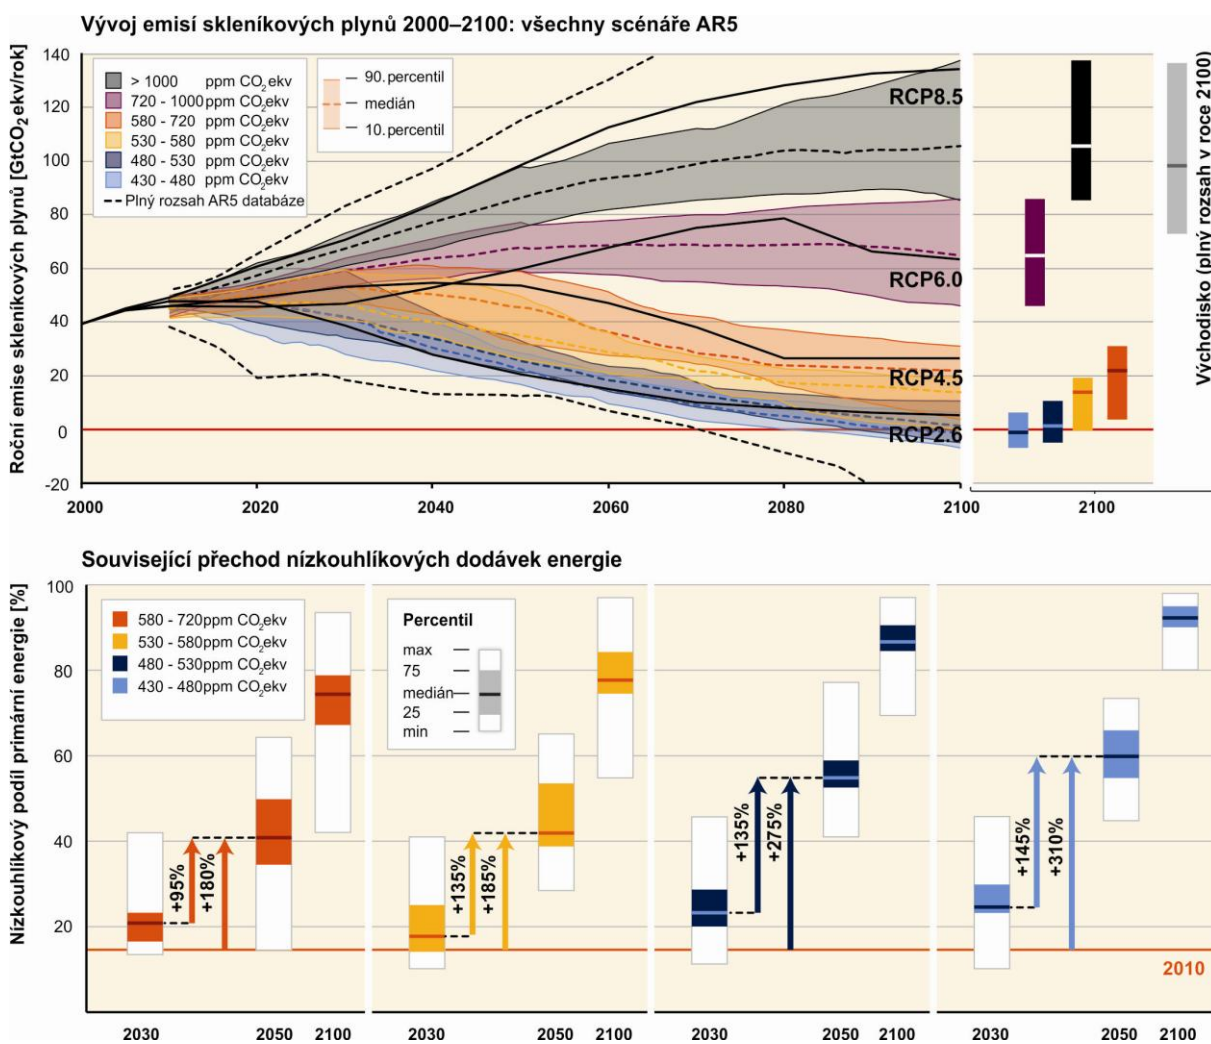 Vývoj emisí skleníkových plynů 2000–2100: všechny scénáře AR5
Roční emise skleníkových plynů [GtCO2ekv/rok]
140
120
100
80
60
40
20
0
-20
> 1000 ppm CO2ekv
720 - 1000ppm CO2ekv
580 - 720 ppm CO2ekv
530 - 580 ppm CO2ekv
480 - 530 ppm CO2ekv
430 - 480 ppm CO2ekv
Plný rozsah AR5 databáze
90. percentil
medián
10. percentil
RCP8.5
RCP6.0
RCP4.5
RCP2.6
2000
2020
2040
2060
2080
2100
2100
Východisko (plný rozsah v roce 2100)
Související přechod nízkouhlíkových dodávek energie
Nízkouhlíkový podíl primární energie [%]
100
80
60
40
20
580 - 720ppm CO2ekv
530 - 580ppm CO2ekv
480 - 530ppm CO2ekv
430 - 480ppm CO2ekv
Percentil
max
75
medián
25
min
+95%
+180%
+135%
+185%
+135%
+275%
+145%
+310%
2010
2030
2050
2100
2030
2050
2100
2030
2050
2100
2030
2050
2100